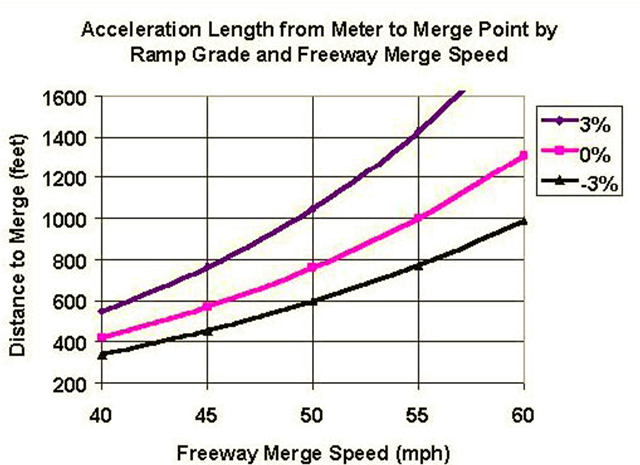 Acceleration Length from Meter to Merge Point by
Ramp Grade and Freeway Merge Speed
Distance to Merge (feet)
1600
1400
1200
1000
800
600
400
200
40 45 50 55 60
Freeway Merge Speed (mph)
3%
0%
-3%